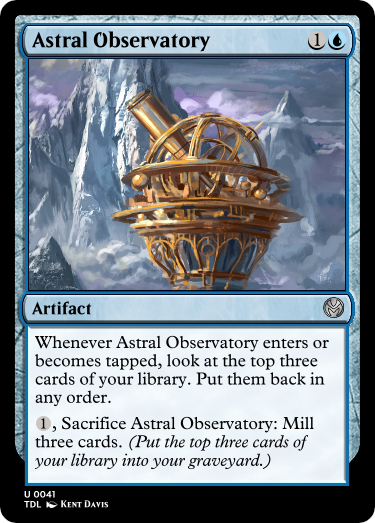 Astral Observatory 1
Artifact
Whenever Astral Observatory enters or
becomes tapped, look at the top three
cards of your library. Put them back in
any order.
1, Sacrifice Astral Observatory: Mill
three cards. (Put the top three cards of
your library into your graveyard.)
U 0041
TDL Kent Davis